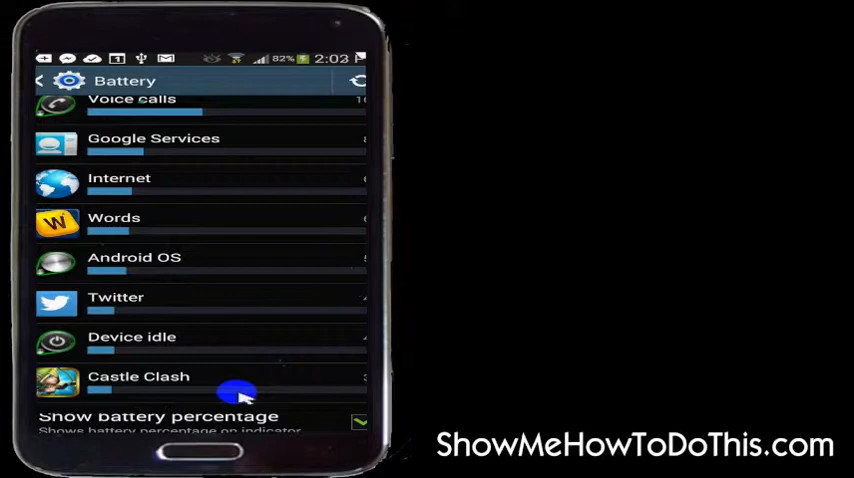 82% 2:03
Battery
Voice calls
Google Services
Internet
W Words
Android OS
Twitter
Device idle
Castle Clash
Show battery percentage
Shows battery percentage on indicator
ShowMeHowToDoThis.com